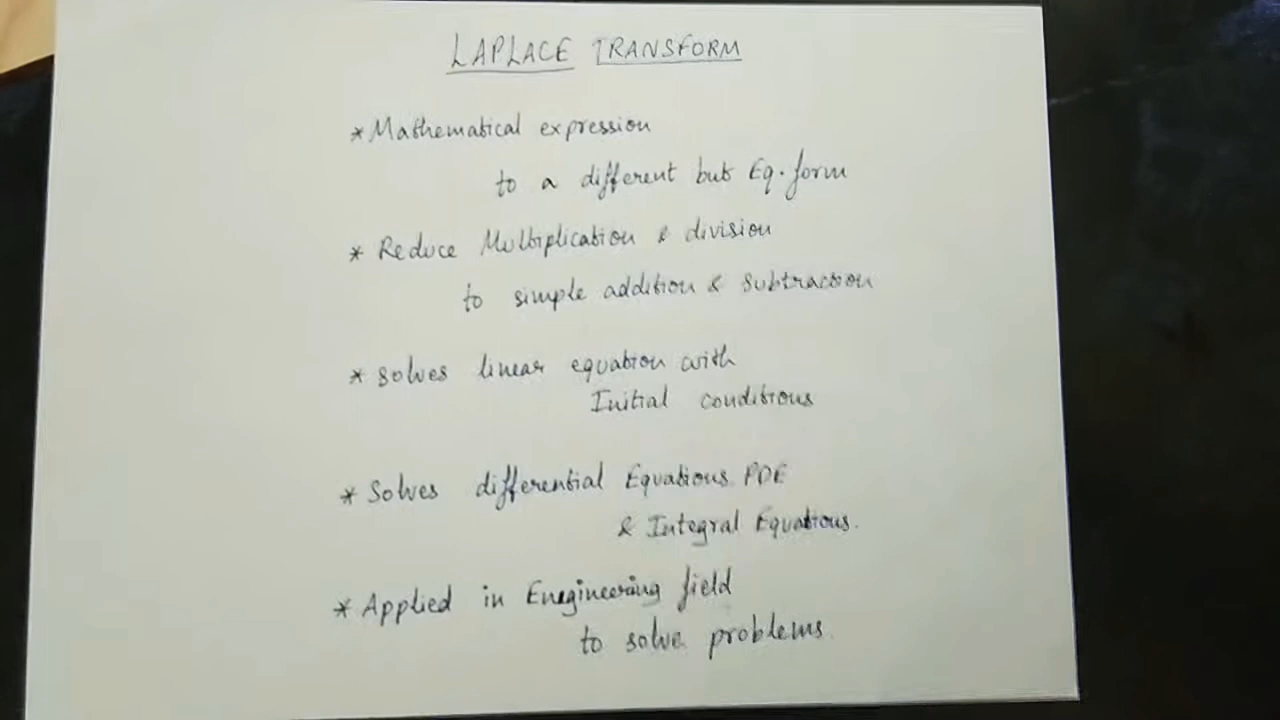 LAPLACE TRANSFORM
* Mathematical expression
to a different but Eq. form
* Reduce Multiplication & division
to simple addition & subtraction
* Solves linear equation with
Initial conditions
* Solves differential Equations PDE
& Integral Equations.
* Applied in Enegineering field
to solve problems.